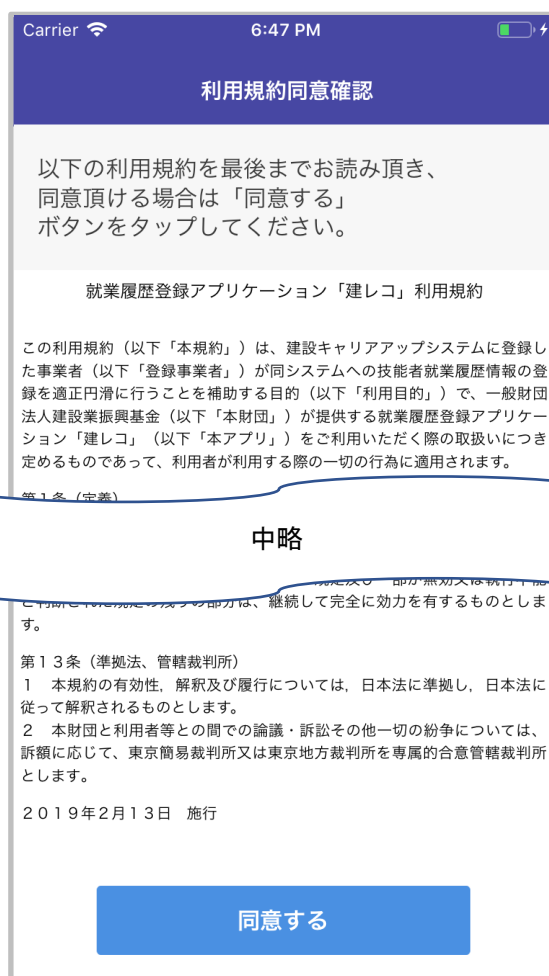 Carrier 6:47 PM
利用規約同意確認
以下の利用規約を最後までお読み頂き、
同意頂ける場合は「同意する」
ボタンをタップしてください。
就業履歴登録アプリケーション「建レコ」利用規約
この利用規約（以下「本規約」）は、建設キャリアアップシステムに登録し
た事業者（以下「登録事業者」）が同システムへの技能者就業履歴情報の登
録を適正円滑に行うことを補助する目的（以下「利用目的」）で、一般財団
法人建設業振興基金（以下「本財団」）が提供する就業履歴登録アプリケー
ション「建レコ」（以下「本アプリ」）をご利用いただく際の取扱いにつき
定めるものであって、利用者が利用する際の一切の行為に適用されます。
第１条（定義）
中略
部が無効又は執行不能
と判断された規定の残りの部分は、継続して完全に効力を有するものとしま
す。
第１３条（準拠法、管轄裁判所）
１　本規約の有効性，解釈及び履行については，日本法に準拠し，日本法に
従って解釈されるものとします。
２　本財団と利用者等との間での論議・訴訟その他一切の紛争については、
訴額に応じて、東京簡易裁判所又は東京地方裁判所を専属的合意管轄裁判所
とします。
２０１９年２月１３日　施行
同意する